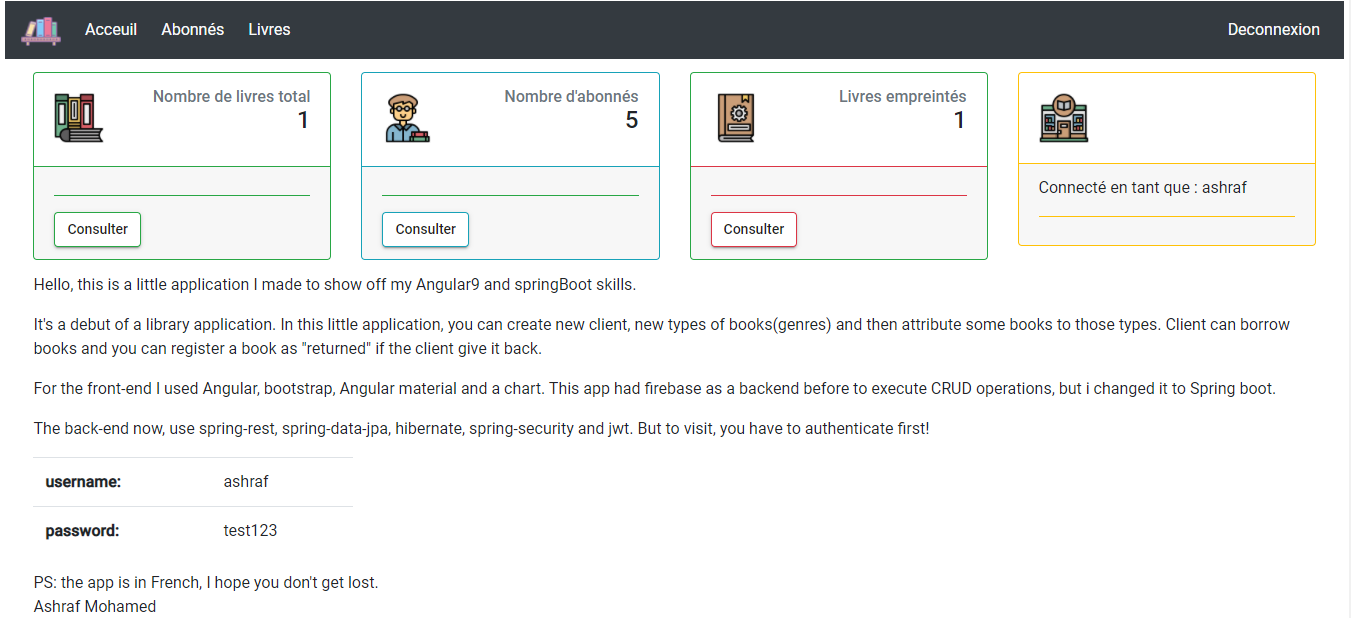 Acceuil Abonnés Livres Deconnexion
Nombre de livres total
1
Consulter
Nombre d'abonnés
5
Consulter
Livres empreintés
1
Consulter
Connecté en tant que : ashraf
Hello, this is a little application I made to show off my Angular9 and springBoot skills.
It's a debut of a library application. In this little application, you can create new client, new types of books(genres) and then attribute some books to those types. Client can borrow
books and you can register a book as "returned" if the client give it back.
For the front-end I used Angular, bootstrap, Angular material and a chart. This app had firebase as a backend before to execute CRUD operations, but i changed it to Spring boot.
The back-end now, use spring-rest, spring-data-jpa, hibernate, spring-security and jwt. But to visit, you have to authenticate first!
username: ashraf
password: test123
PS: the app is in French, I hope you don't get lost.
Ashraf Mohamed